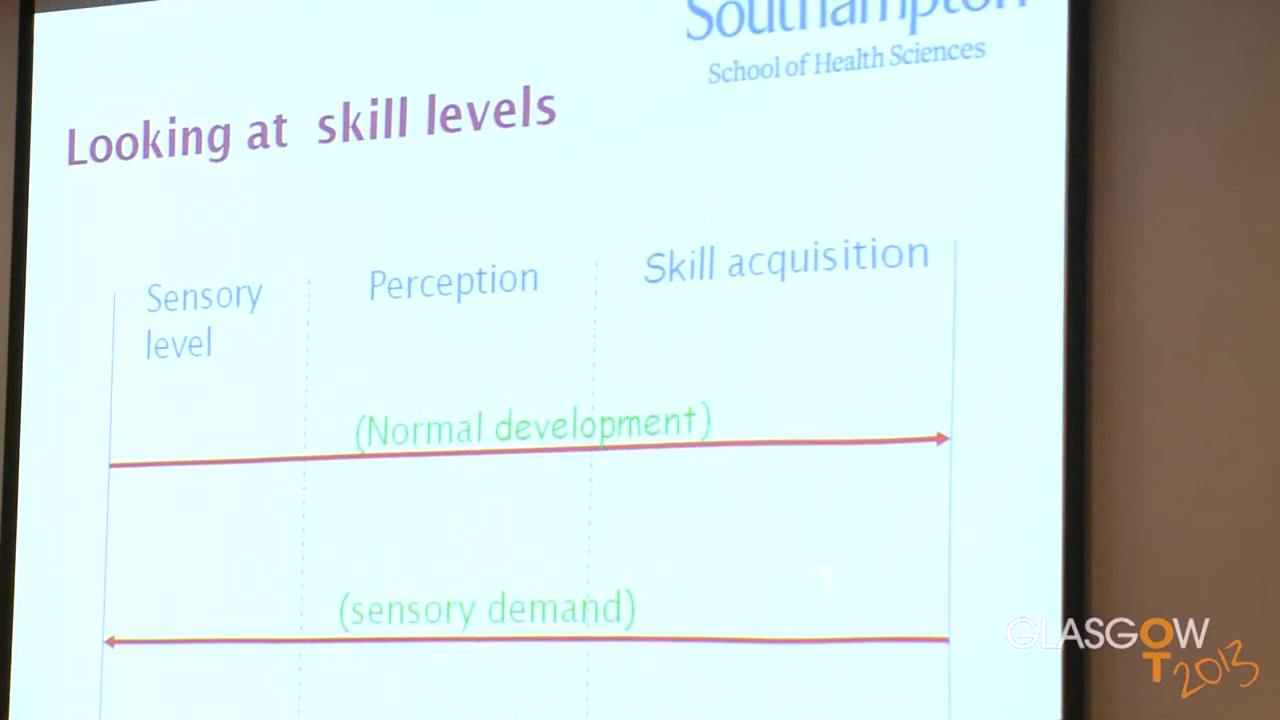 Southampton
School of Health Sciences
Looking at skill levels
Sensory
level
Perception
Skill acquisition
(Normal development)
(sensory demand)
GLASGOW
OT
2013